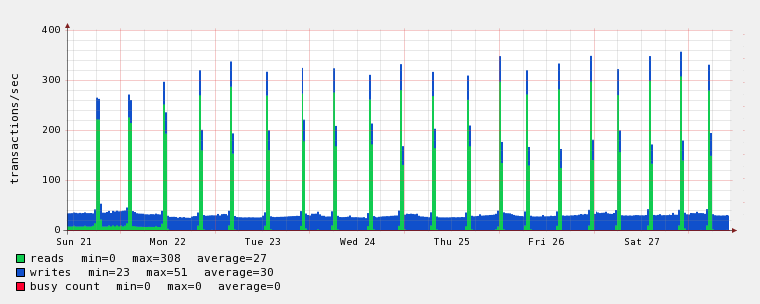 transactions/sec
400
300
200
100
0
Sun 21 Mon 22 Tue 23 Wed 24 Thu 25 Fri 26 Sat 27
reads min=0 max=308 average=27
writes min=23 max=51 average=30
busy count min=0 max=0 average=0